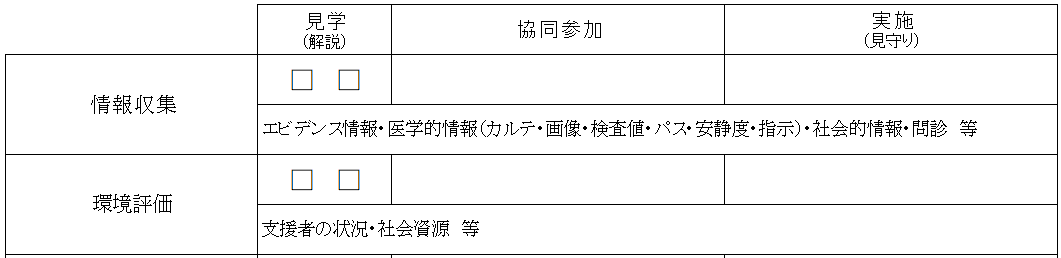 見学 協同参加 実施
(解説) (見守り)
情報収集 □ □
エビデンス情報・医学的情報(カルテ・画像・検査値・パス・安静度・指示)・社会的情報・問診 等
環境評価 □ □
支援者の状況・社会資源 等